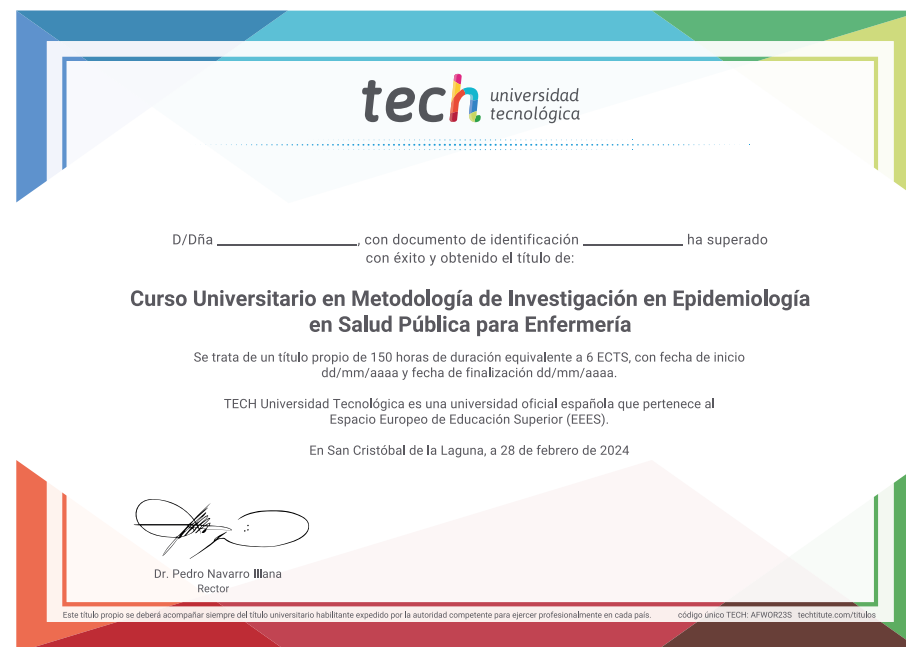 tech universidad
tecnológica
D/Dña ______________, con documento de identificación __________ ha superado
con éxito y obtenido el título de:
Curso Universitario en Metodología de Investigación en Epidemiología
en Salud Pública para Enfermería
Se trata de un título propio de 150 horas de duración equivalente a 6 ECTS, con fecha de inicio
dd/mm/aaaa y fecha de finalización dd/mm/aaaa.
TECH Universidad Tecnológica es una universidad oficial española que pertenece al
Espacio Europeo de Educación Superior (EEES).
En San Cristóbal de la Laguna, a 28 de febrero de 2024
Dr. Pedro Navarro Illana
Rector
Este título propio se deberá acompañar siempre del título universitario habilitante expedido por la autoridad competente para ejercer profesionalmente en cada país. código único TECH: AFWOR23S techtitute.com/titulos